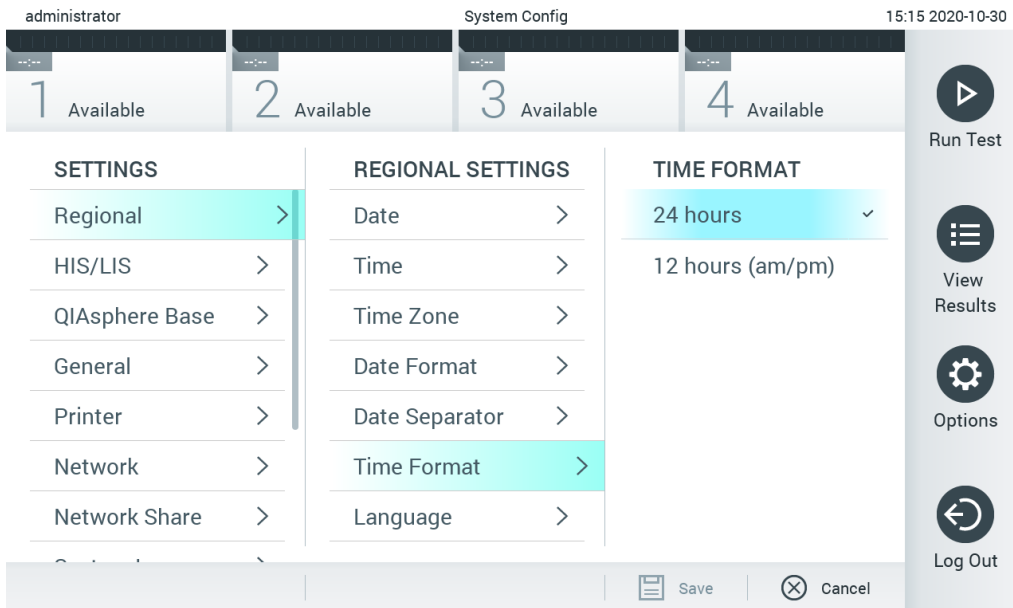 administrator
System Config
15:15 2020-10-30
--:--
--:--
--:--
--:--
1 Available
2 Available
3 Available
4 Available
Run Test
SETTINGS
Regional
HIS/LIS
QIAsphere Base
General
Printer
Network
Network Share
REGIONAL SETTINGS
Date
Time
Time Zone
Date Format
Date Separator
Time Format
Language
TIME FORMAT
24 hours
12 hours (am/pm)
View
Results
Options
Log Out
Save
Cancel